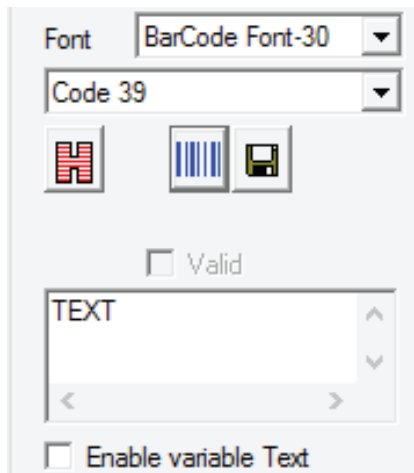 Font BarCode Font-30
Code 39
Valid
TEXT
Enable variable Text